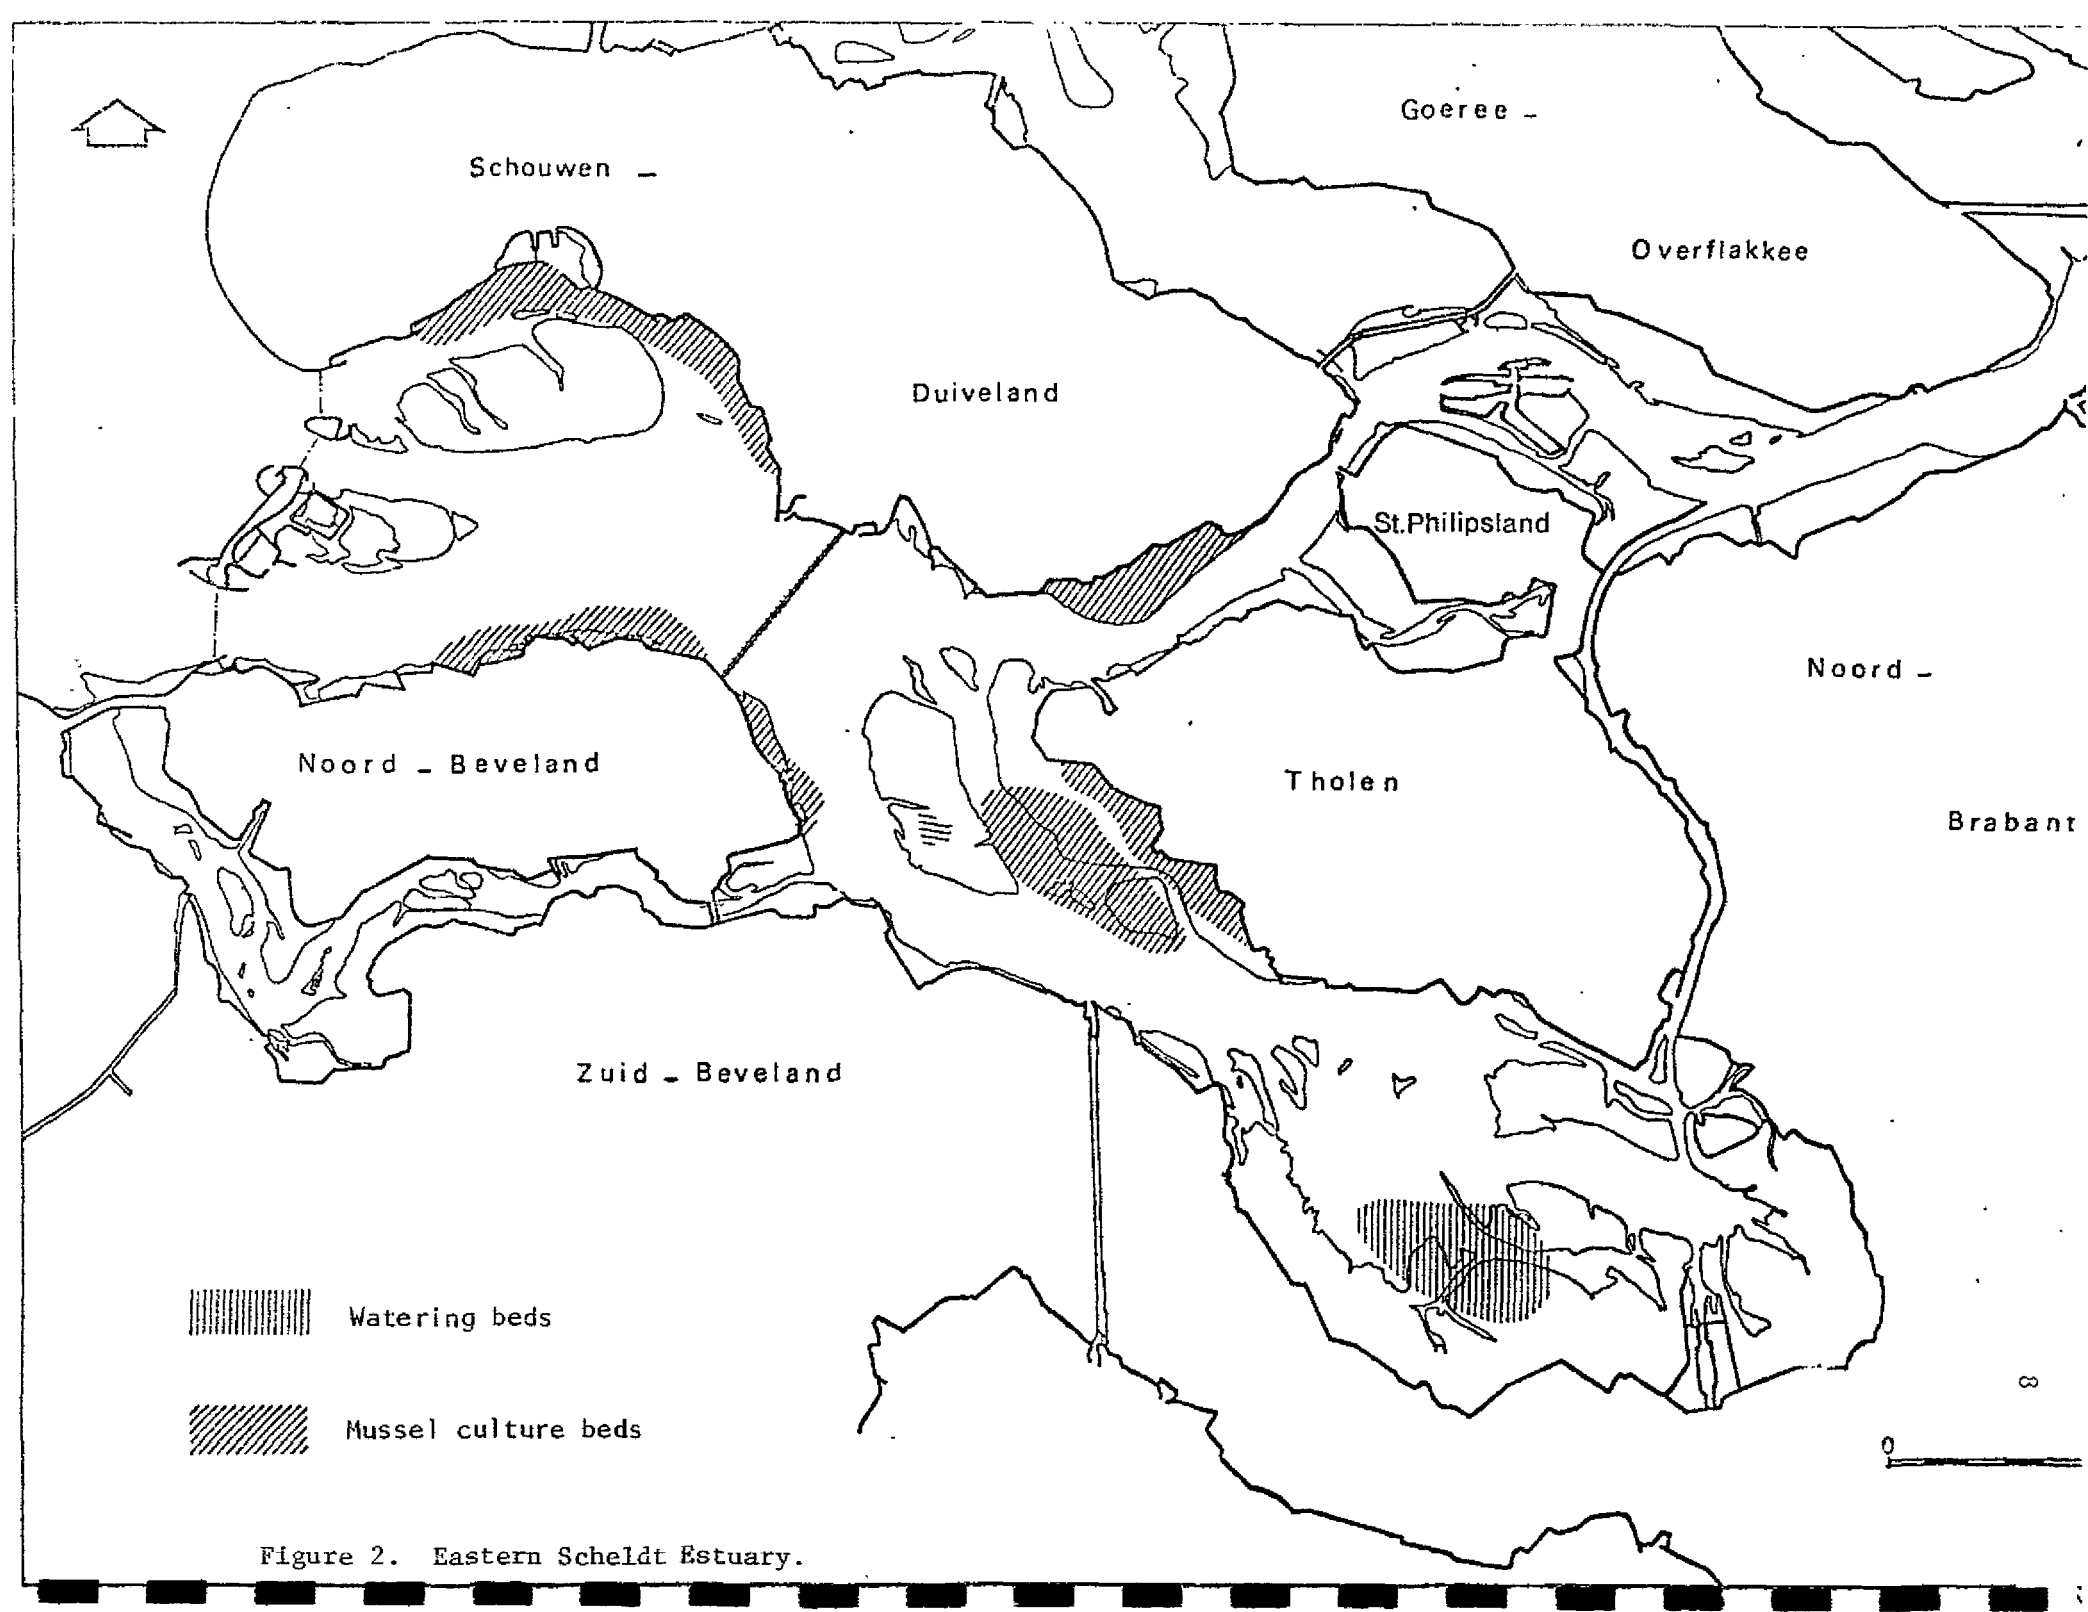 Goeree -
Schouwen -
Overflakkee
Duiveland
St.Philipsland
Noord -
Noord - Beveland
Tholen
Brabant
Zuid - Beveland
Watering beds
8
0
Mussel culture beds
Figure 2. Eastern Scheldt Estuary.